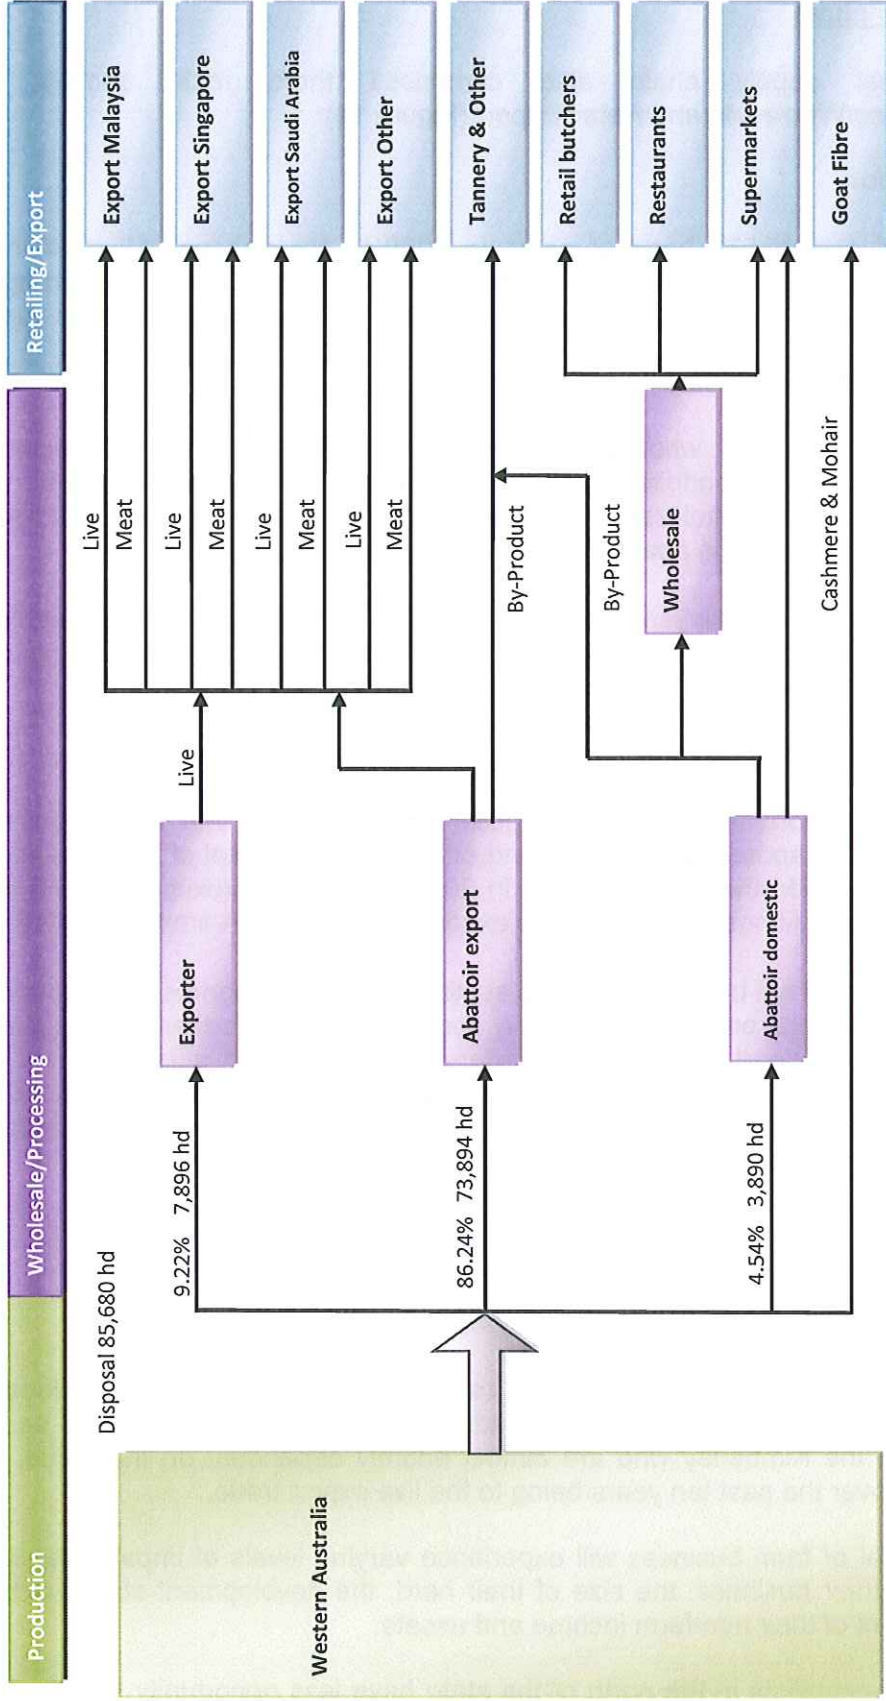 Production
Wholesale/Processing
Retailing/Export
Disposal 85,680 hd
Western Australia
9.22% 7,896 hd
86.24% 73,894 hd
4.54% 3,890 hd
Exporter
Abattoir export
Abattoir domestic
Live
Live
Meat
Live
Meat
Live
Meat
Live
Meat
By-Product
By-Product
Wholesale
Cashmere & Mohair
Export Malaysia
Export Singapore
Export Saudi Arabia
Export Other
Tannery & Other
Retail butchers
Restaurants
Supermarkets
Goat Fibre